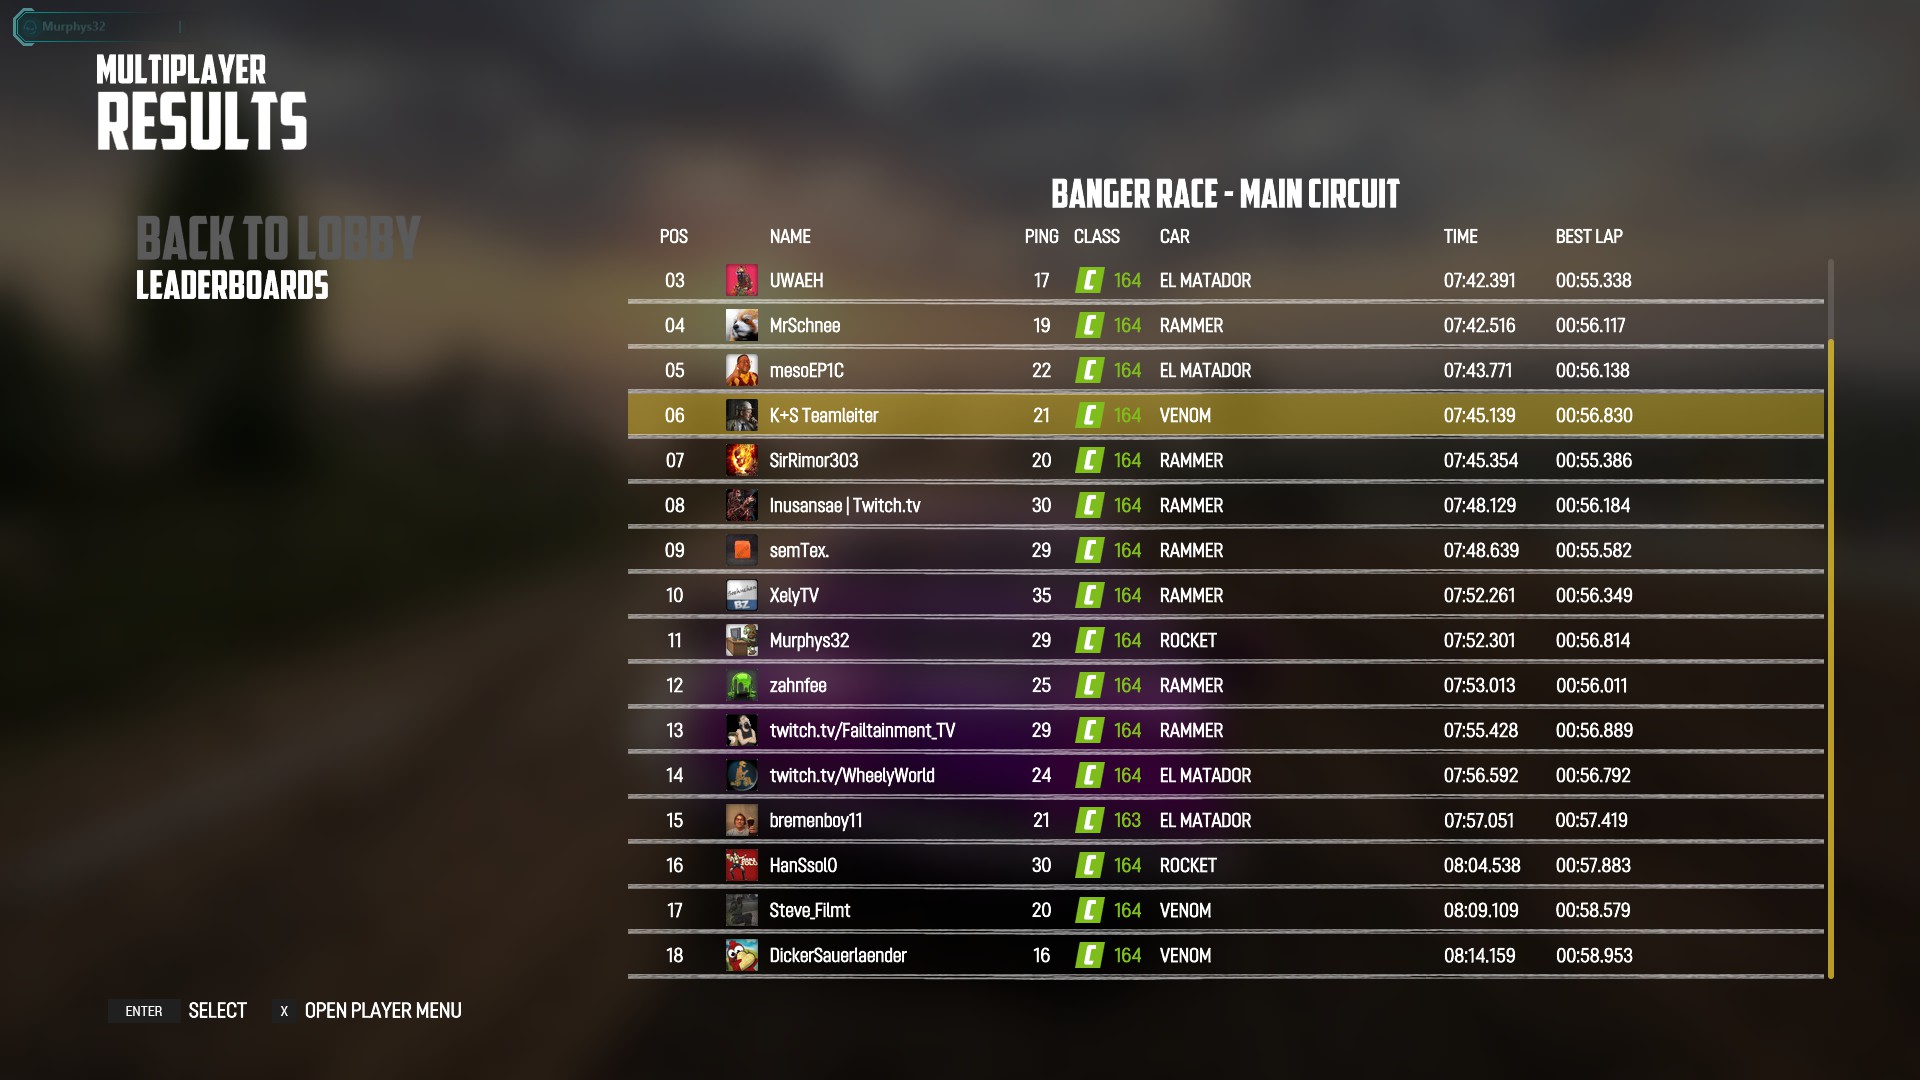 Murphys32
MULTIPLAYER
RESULTS
BACK TO LOBBY
LEADERBOARDS
BANGER RACE - MAIN CIRCUIT
POS NAME PING CLASS CAR TIME BEST LAP
03 UWAEH 17 C 164 EL MATADOR 07:42.391 00:55.338
04 MrSchnee 19 C 164 RAMMER 07:42.516 00:56.117
05 mesoEP1C 22 C 164 EL MATADOR 07:43.771 00:56.138
06 K+S Teamleiter 21 C 164 VENOM 07:45.139 00:56.830
07 SirRimor303 20 C 164 RAMMER 07:45.354 00:55.386
08 Inusansae | Twitch.tv 30 C 164 RAMMER 07:48.129 00:56.184
09 semTex. 29 C 164 RAMMER 07:48.639 00:55.582
10 XelyTV 35 C 164 RAMMER 07:52.261 00:56.349
11 Murphys32 29 C 164 ROCKET 07:52.301 00:56.814
12 zahnfee 25 C 164 RAMMER 07:53.013 00:56.011
13 twitch.tv/Failtainment_TV 29 C 164 RAMMER 07:55.428 00:56.889
14 twitch.tv/WheelyWorld 24 C 164 EL MATADOR 07:56.592 00:56.792
15 bremenboy11 21 C 163 EL MATADOR 07:57.051 00:57.419
16 HanSsolO 30 C 164 ROCKET 08:04.538 00:57.883
17 Steve_Filmt 20 C 164 VENOM 08:09.109 00:58.579
18 DickerSauerlaender 16 C 164 VENOM 08:14.159 00:58.953
ENTER SELECT X OPEN PLAYER MENU